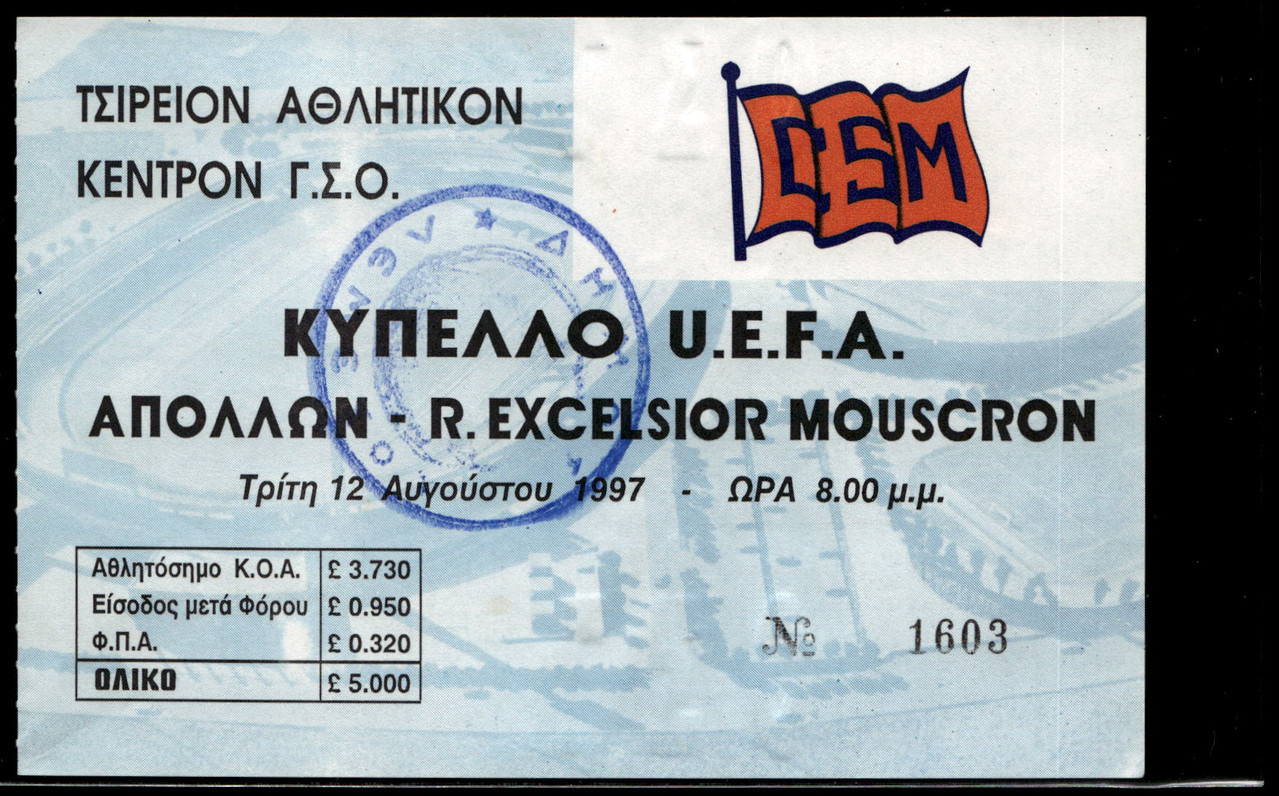 ΤΣΙΡΕΙΟΝ ΑΘΛΗΤΙΚΟΝ
ΚΕΝΤΡΟΝ Γ.Σ.Ο.
CSM
ΚΥΠΕΛΛΟ U.E.F.A.
ΑΠΟΛΛΩΝ - R. EXCELSIOR MOUSCRON
Τρίτη 12 Αυγούστου 1997 - ΩΡΑ 8.00 μ.μ.
Αθλητόσημο Κ.Ο.Α. £ 3.730
Είσοδος μετά Φόρου £ 0.950
Φ.Π.Α. £ 0.320
ΟΛΙΚΟ £ 5.000
№ 1603